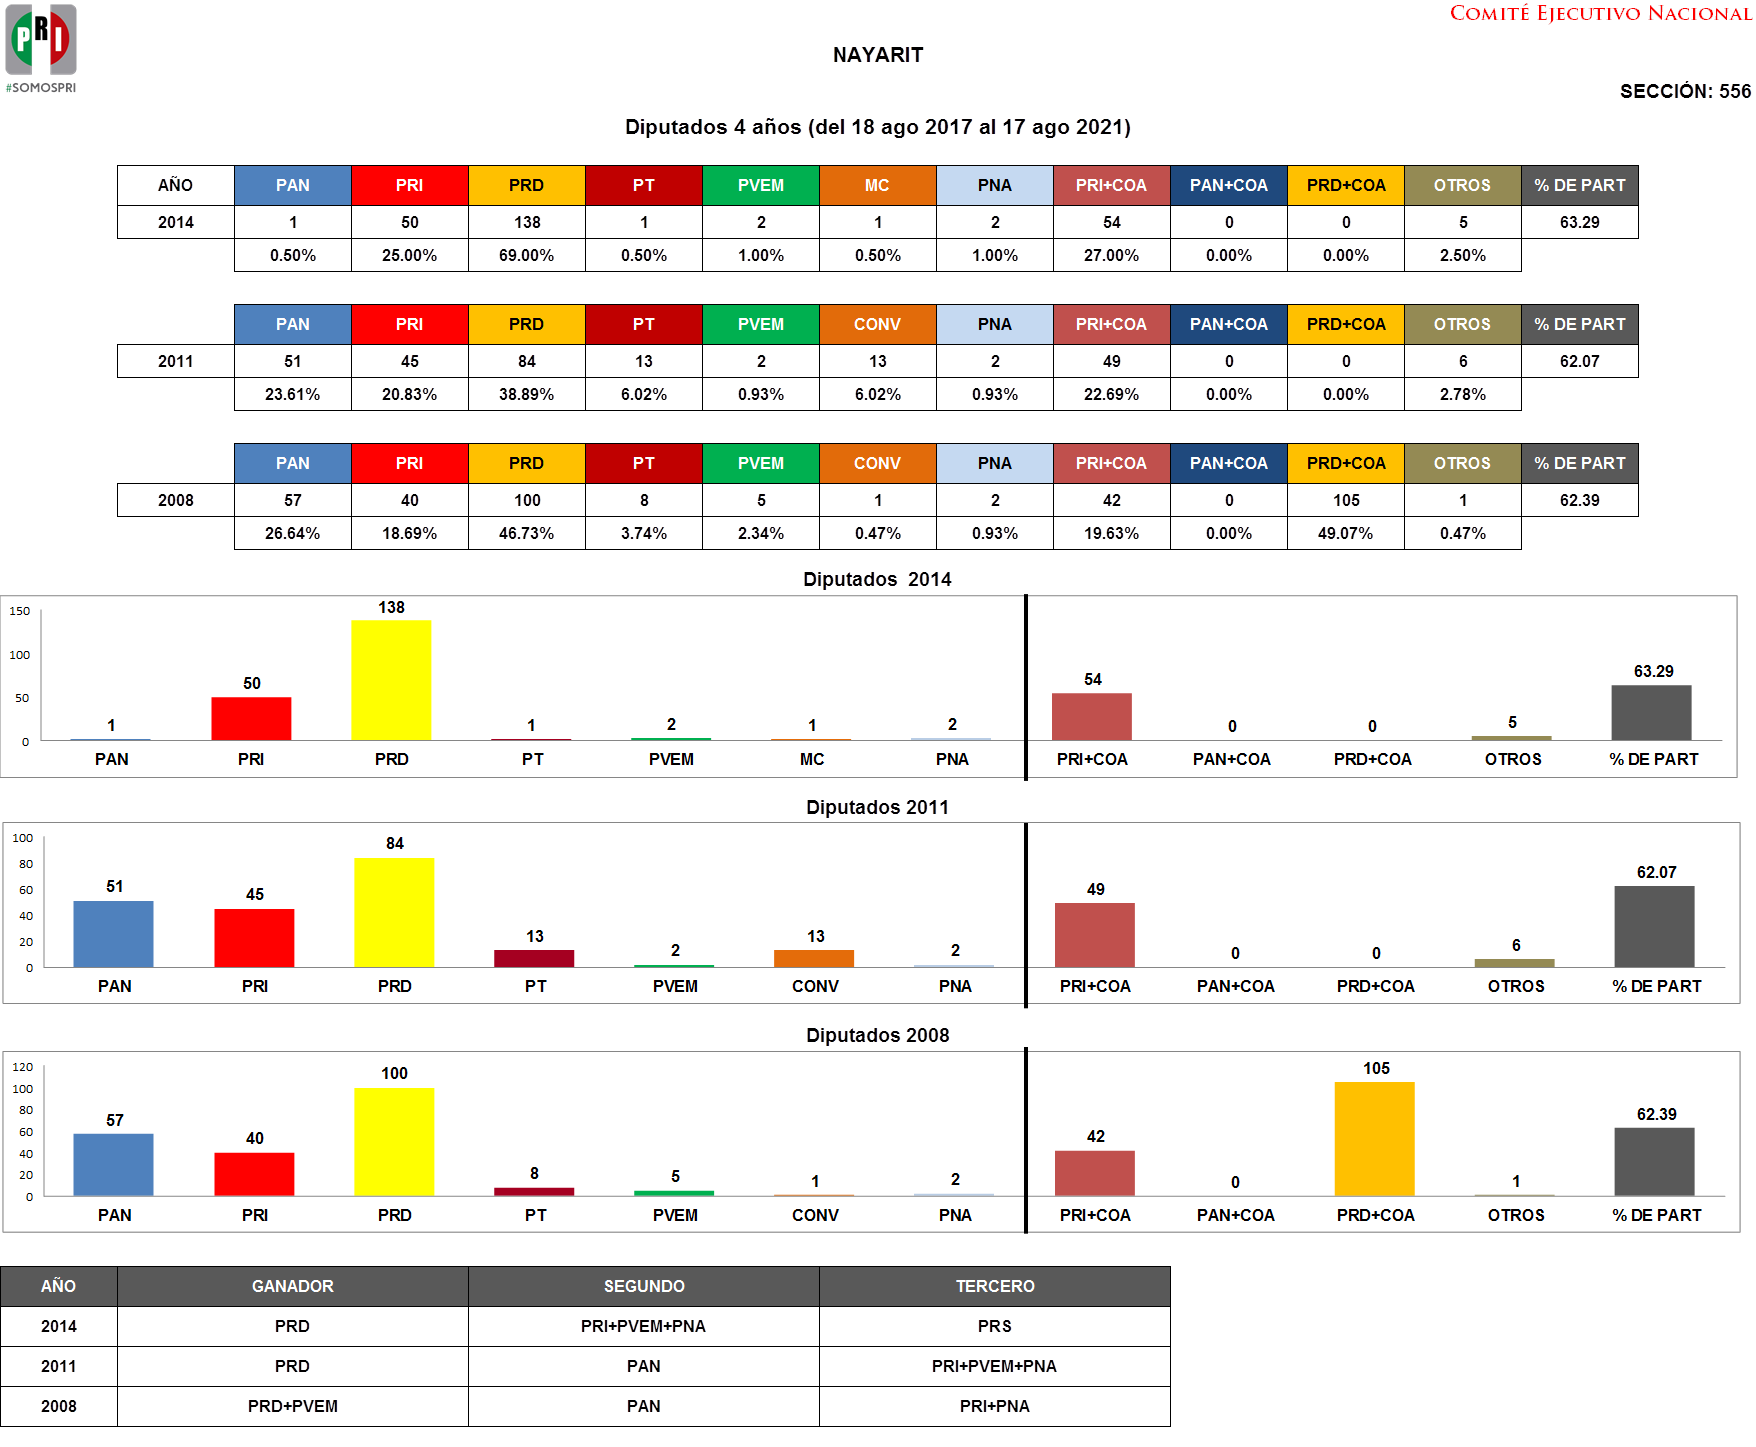 PRI
#SOMOSPRI
COMITÉ EJECUTIVO NACIONAL
NAYARIT
SECCIÓN: 556
Diputados 4 años (del 18 ago 2017 al 17 ago 2021)
AÑO PAN PRI PRD PT PVEM MC PNA PRI+COA PAN+COA PRD+COA OTROS % DE PART
2014 1 50 138 1 2 1 2 54 0 0 5 63.29
0.50% 25.00% 69.00% 0.50% 1.00% 0.50% 1.00% 27.00% 0.00% 0.00% 2.50%
PAN PRI PRD PT PVEM CONV PNA PRI+COA PAN+COA PRD+COA OTROS % DE PART
2011 51 45 84 13 2 13 2 49 0 0 6 62.07
23.61% 20.83% 38.89% 6.02% 0.93% 6.02% 0.93% 22.69% 0.00% 0.00% 2.78%
PAN PRI PRD PT PVEM CONV PNA PRI+COA PAN+COA PRD+COA OTROS % DE PART
2008 57 40 100 8 5 1 2 42 0 105 1 62.39
26.64% 18.69% 46.73% 3.74% 2.34% 0.47% 0.93% 19.63% 0.00% 49.07% 0.47%
Diputados 2014
150
100
50
0
1 50 138 1 2 1 2 54 0 0 5 63.29
PAN PRI PRD PT PVEM MC PNA PRI+COA PAN+COA PRD+COA OTROS % DE PART
Diputados 2011
100
80
60
40
20
0
51 45 84 13 2 13 2 49 0 0 6 62.07
PAN PRI PRD PT PVEM CONV PNA PRI+COA PAN+COA PRD+COA OTROS % DE PART
Diputados 2008
120
100
80
60
40
20
0
57 40 100 8 5 1 2 42 0 105 1 62.39
PAN PRI PRD PT PVEM CONV PNA PRI+COA PAN+COA PRD+COA OTROS % DE PART
AÑO GANADOR SEGUNDO TERCERO
2014 PRD PRI+PVEM+PNA PRS
2011 PRD PAN PRI+PVEM+PNA
2008 PRD+PVEM PAN PRI+PNA